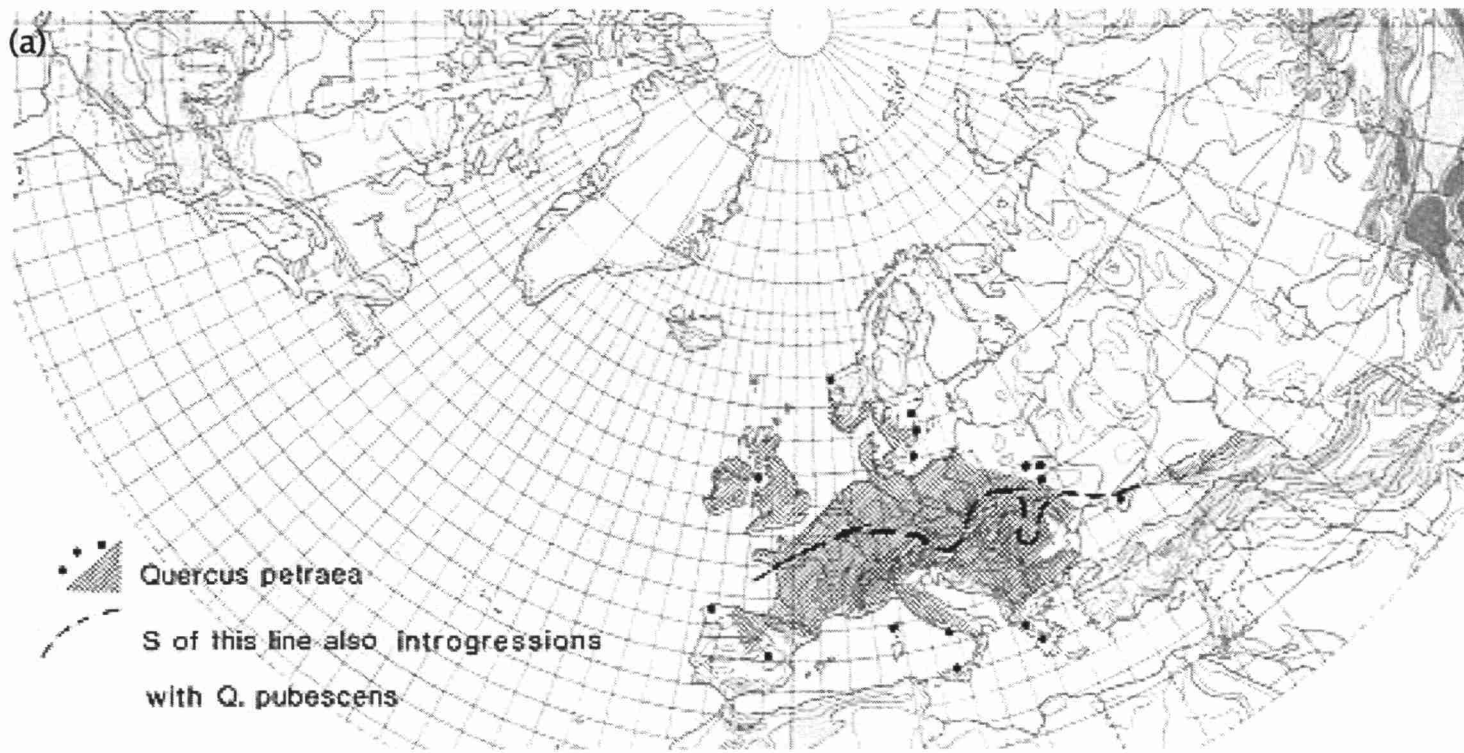 (a)
Quercus petraea
S of this line also introgressions
with Q. pubescens